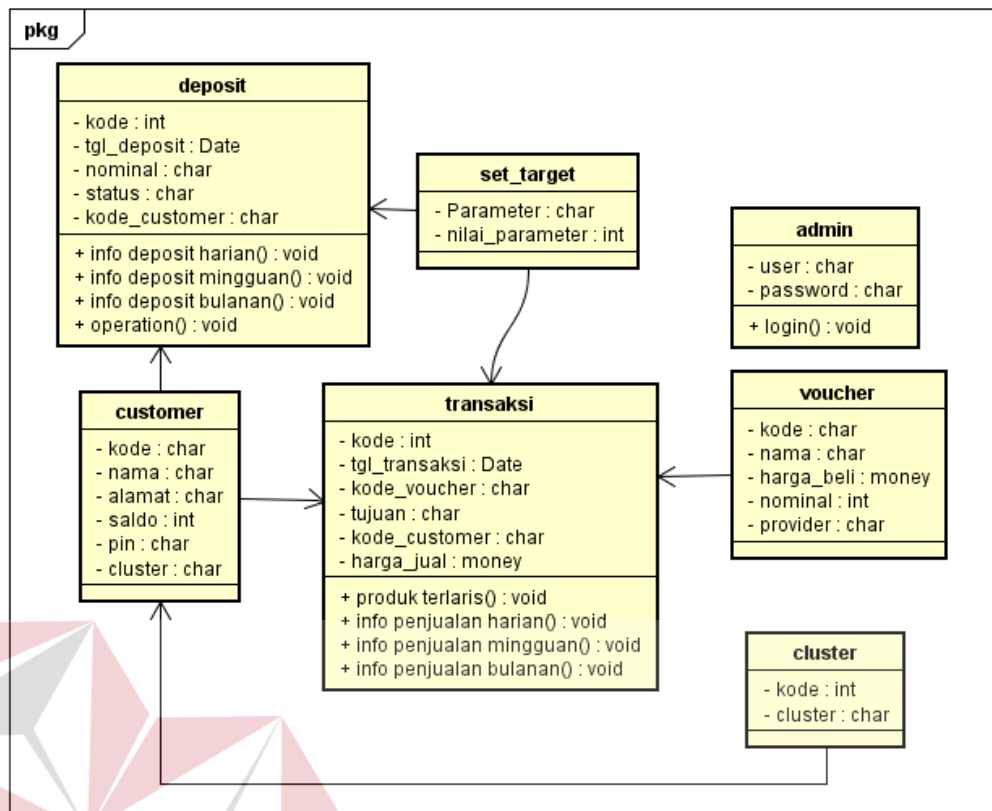 pkg
deposit
- kode : int
- tgl_deposit : Date
- nominal : char
- status : char
- kode_customer : char
+ info deposit harian() : void
+ info deposit mingguan() : void
+ info deposit bulanan() : void
+ operation() : void
set_target
- Parameter : char
- nilai_parameter : int
admin
- user : char
- password : char
+ login() : void
customer
- kode : char
- nama : char
- alamat : char
- saldo : int
- pin : char
- cluster : char
transaksi
- kode : int
- tgl_transaksi : Date
- kode_voucher : char
- tujuan : char
- kode_customer : char
- harga_jual : money
+ produk terlaris() : void
+ info penjualan harian() : void
+ info penjualan mingguan() : void
+ info penjualan bulanan() : void
voucher
- kode : char
- nama : char
- harga_beli : money
- nominal : int
- provider : char
cluster
- kode : int
- cluster : char